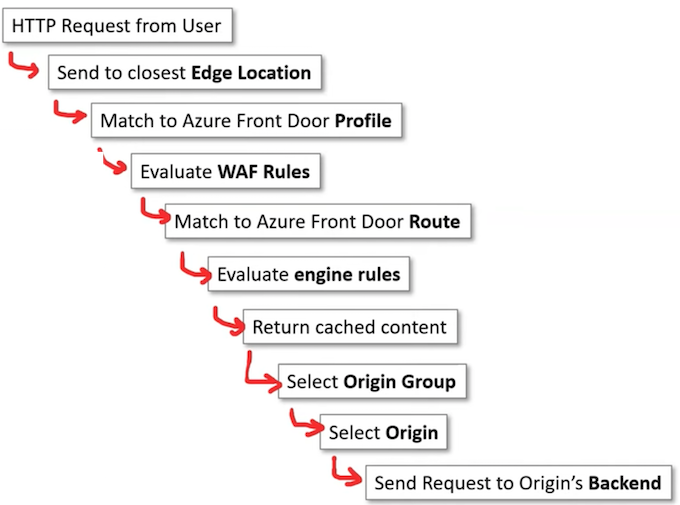 HTTP Request from User
Send to closest Edge Location
Match to Azure Front Door Profile
Evaluate WAF Rules
Match to Azure Front Door Route
Evaluate engine rules
Return cached content
Select Origin Group
Select Origin
Send Request to Origin's Backend